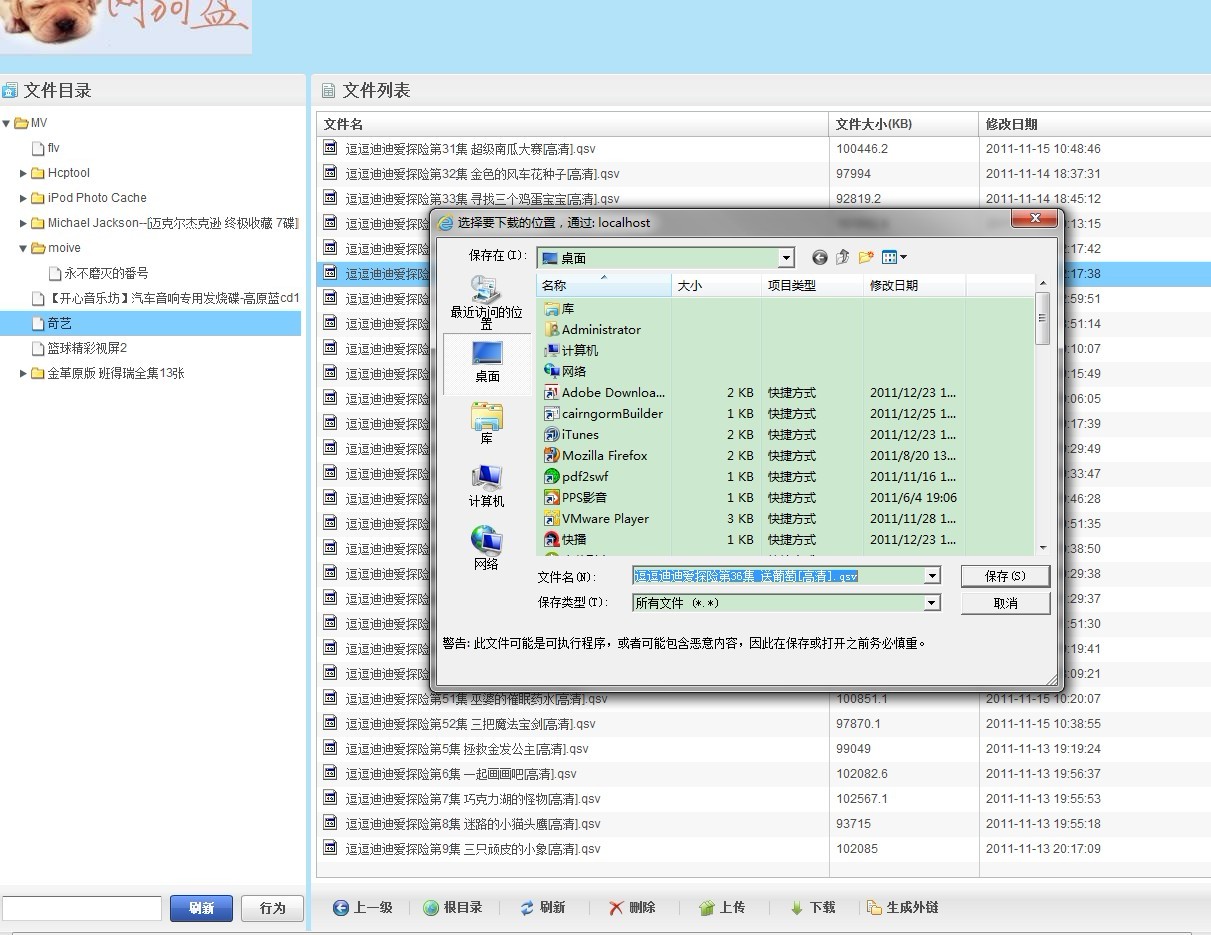 网狗盘
文件目录
MV
flv
Hcptool
iPod Photo Cache
Michael Jackson--[迈克尔杰克逊 终极收藏 7碟]
moive
永不磨灭的番号
【开心音乐坊】汽车音响专用发烧碟-高原蓝cd1
奇艺
篮球精彩视屏2
金革原版 班得瑞全集13张
刷新 行为
文件列表
文件名 文件大小(KB) 修改日期
逗逗迪迪爱探险第31集 超级南瓜大赛[高清].qsv 100446.2 2011-11-15 10:48:46
逗逗迪迪爱探险第32集 金色的风车花种子[高清].qsv 97994 2011-11-14 18:37:31
逗逗迪迪爱探险第33集 寻找三个鸡蛋宝宝[高清].qsv 92819.2 2011-11-14 18:45:12
逗逗迪迪爱探险 :13:15
逗逗迪迪爱探险 :17:42
逗逗迪迪爱探险 :17:38
逗逗迪迪爱探险 :59:51
逗逗迪迪爱探险 :51:14
逗逗迪迪爱探险 :10:07
逗逗迪迪爱探险 :15:49
逗逗迪迪爱探险 :06:05
逗逗迪迪爱探险 :17:39
逗逗迪迪爱探险 :29:49
逗逗迪迪爱探险 :33:47
逗逗迪迪爱探险 :46:28
逗逗迪迪爱探险 :51:35
逗逗迪迪爱探险 :38:50
逗逗迪迪爱探险 :29:38
逗逗迪迪爱探险 :29:37
逗逗迪迪爱探险 :51:30
逗逗迪迪爱探险 :19:41
逗逗迪迪爱探险 :09:21
逗逗迪迪爱探险第51集 巫婆的催眠药水[高清].qsv 100851.1 2011-11-15 10:20:07
逗逗迪迪爱探险第52集 三把魔法宝剑[高清].qsv 97870.1 2011-11-15 10:38:55
逗逗迪迪爱探险第5集 拯救金发公主[高清].qsv 99049 2011-11-13 19:19:24
逗逗迪迪爱探险第6集 一起画画吧[高清].qsv 102082.6 2011-11-13 19:56:37
逗逗迪迪爱探险第7集 巧克力湖的怪物[高清].qsv 102567.1 2011-11-13 19:55:53
逗逗迪迪爱探险第8集 迷路的小猫头鹰[高清].qsv 93715 2011-11-13 19:55:18
逗逗迪迪爱探险第9集 三只顽皮的小象[高清].qsv 102085 2011-11-13 20:17:09
上一级 根目录 刷新 删除 上传 下载 生成外链
选择要下载的位置，通过: localhost
保存在(I): 桌面
最近访问的位
置
桌面
库
计算机
网络
名称 大小 项目类型 修改日期
库
Administrator
计算机
网络
Adobe Downloa... 2 KB 快捷方式 2011/12/23 1...
cairngormBuilder 1 KB 快捷方式 2011/12/25 1...
iTunes 2 KB 快捷方式 2011/12/23 1...
Mozilla Firefox 2 KB 快捷方式 2011/8/20 13...
pdf2swf 1 KB 快捷方式 2011/11/16 1...
PPS影音 1 KB 快捷方式 2011/6/4 19:06
VMware Player 3 KB 快捷方式 2011/11/28 1...
快播 1 KB 快捷方式 2011/12/23 1...
文件名(N): 逗逗迪迪爱探险第36集 送葡萄[高清].qsv 保存(S)
保存类型(T): 所有文件 (*.*) 取消
警告: 此文件可能是可执行程序，或者可能包含恶意内容，因此在保存或打开之前务必慎重。